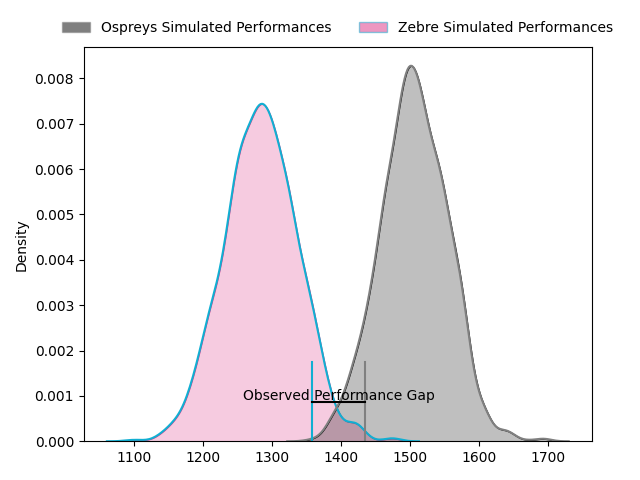 Ospreys Simulated Performances Zebre Simulated Performances
0.008
0.007
0.006
0.005
0.004
0.003
0.002
0.001
0.000
Density
Observed Performance Gap
1100 1200 1300 1400 1500 1600 1700